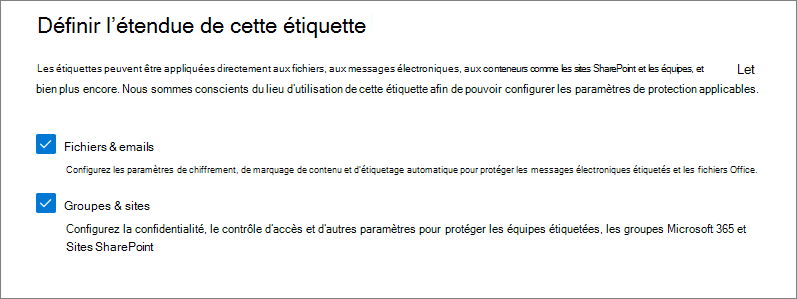 Définir l’étendue de cette étiquette
Les étiquettes peuvent être appliquées directement aux fichiers, aux messages électroniques, aux conteneurs comme les sites SharePoint et les équipes, et Let
bien plus encore. Nous sommes conscients du lieu d’utilisation de cette étiquette afin de pouvoir configurer les paramètres de protection applicables.
Fichiers & emails
Configurez les paramètres de chiffrement, de marquage de contenu et d’étiquetage automatique pour protéger les messages électroniques étiquetés et les fichiers Office.
Groupes & sites
Configurez la confidentialité, le contrôle d’accès et d’autres paramètres pour protéger les équipes étiquetées, les groupes Microsoft 365 et
Sites SharePoint